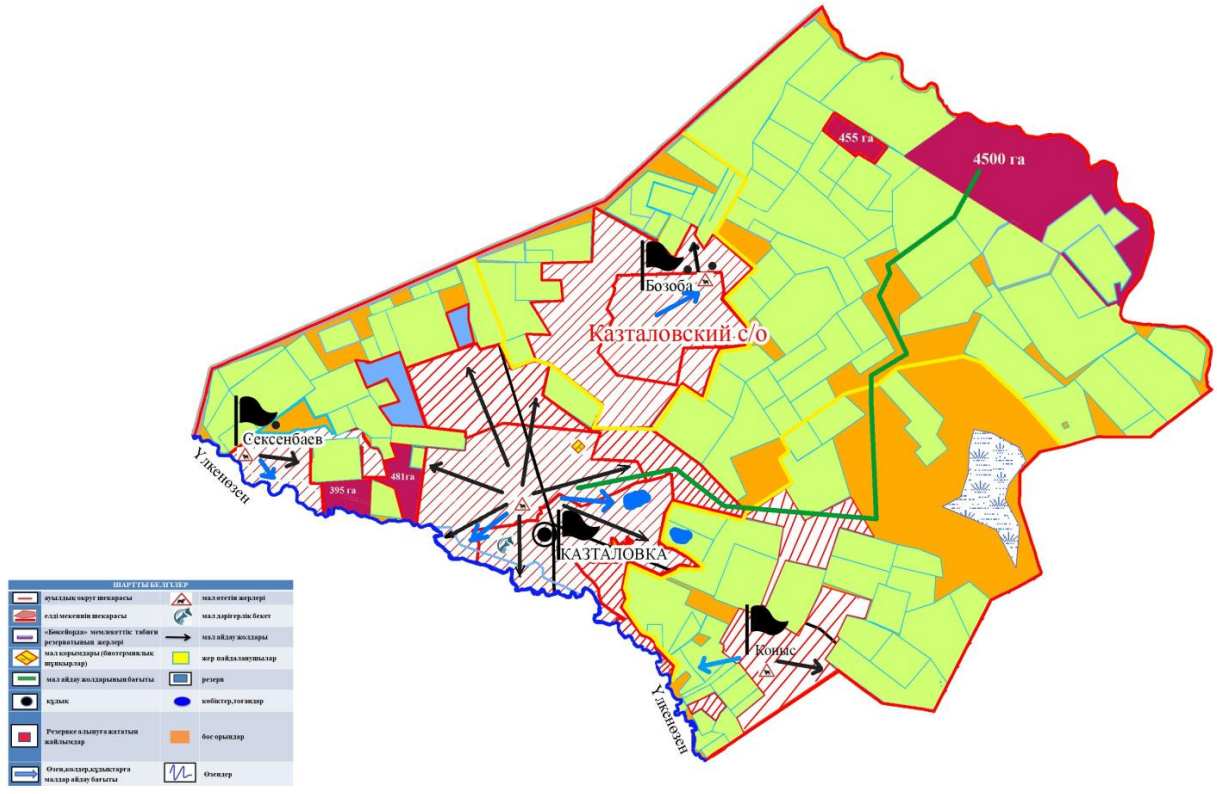 455 га
4500 га
Бозоба
Казталовский с/о
Сексенбаев
Үлкенөзен
395 га
481га
КАЗТАЛОВКА
Коныс
Үлкенөзен
ШАРТТЫ БЕЛГІЛЕР
ауылдық округ шекарасы
мал өтетін жерлері
елді мекеннің шекарасы
мал дәрігерлік бекет
«Бөкейорда» мемлекеттік табиғи
резерватының жерлері
мал айдау жолдары
мал қорымдары (биотермиялық
шұңқырлар)
жер пайдаланушылар
мал айдау жолдарының бағыты
резерв
құдық
көбіктер,тоғандар
Резервке алынуға жататын
жайлымдар
бос орындар
Өзен,көлдер,құдықтарға
малдар айдау бағыты
Өзендер